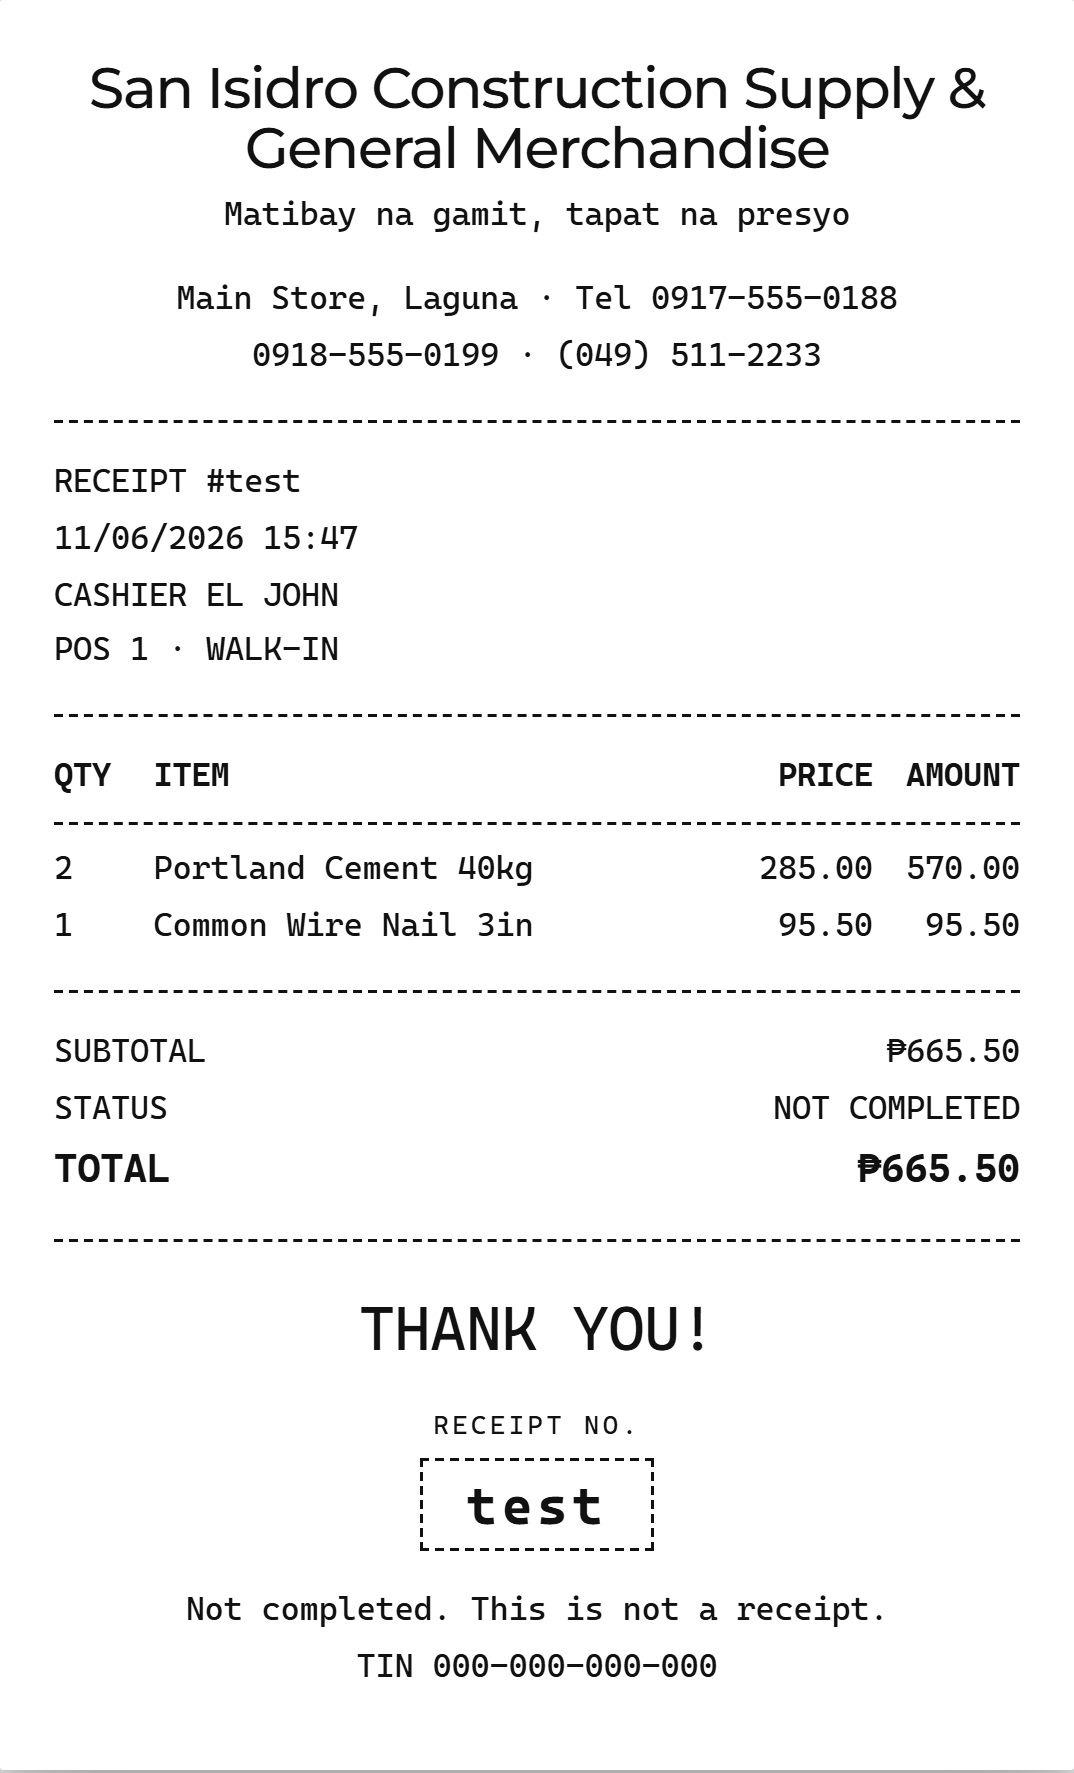 San Isidro Construction Supply &
General Merchandise
Matibay na gamit, tapat na presyo
Main Store, Laguna · Tel 0917-555-0188
0918-555-0199 · (049) 511-2233
RECEIPT #test
11/06/2026 15:47
CASHIER EL JOHN
POS 1 · WALK-IN
QTY ITEM PRICE AMOUNT
2 Portland Cement 40kg 285.00 570.00
1 Common Wire Nail 3in 95.50 95.50
SUBTOTAL ₱665.50
STATUS NOT COMPLETED
TOTAL ₱665.50
THANK YOU!
RECEIPT NO.
test
Not completed. This is not a receipt.
TIN 000-000-000-000